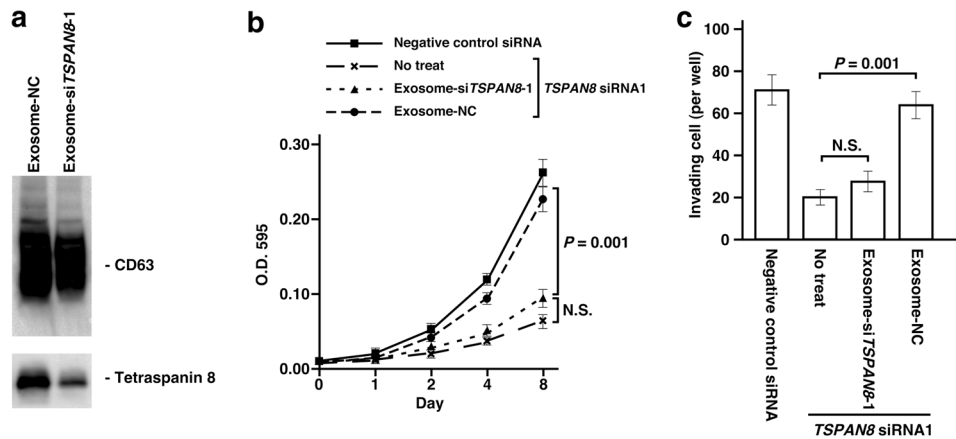 a
Exosome-NC
Exosome-siTSPAN8-1
- CD63
- Tetraspanin 8
b
Negative control siRNA
No treat
Exosome-siTSPAN8-1
Exosome-NC
TSPAN8 siRNA1
O.D. 595
0.30
0.20
0.10
0.00
0 1 2 4 8
Day
P = 0.001
N.S.
c
Invading cell (per well)
100
80
60
40
20
0
P = 0.001
N.S.
Negative control siRNA
No treat
Exosome-siTSPAN8-1
Exosome-NC
TSPAN8 siRNA1